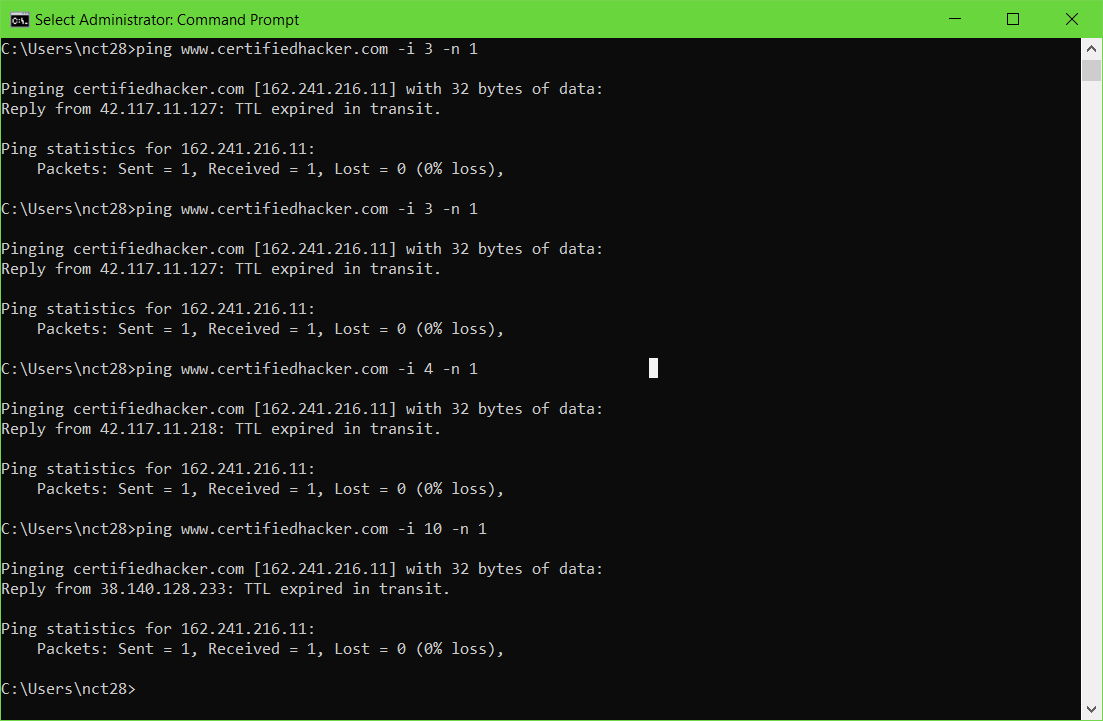 Select Administrator: Command Prompt
C:\Users\nct28>ping www.certifiedhacker.com -i 3 -n 1
Pinging certifiedhacker.com [162.241.216.11] with 32 bytes of data:
Reply from 42.117.11.127: TTL expired in transit.
Ping statistics for 162.241.216.11:
    Packets: Sent = 1, Received = 1, Lost = 0 (0% loss),
C:\Users\nct28>ping www.certifiedhacker.com -i 3 -n 1
Pinging certifiedhacker.com [162.241.216.11] with 32 bytes of data:
Reply from 42.117.11.127: TTL expired in transit.
Ping statistics for 162.241.216.11:
    Packets: Sent = 1, Received = 1, Lost = 0 (0% loss),
C:\Users\nct28>ping www.certifiedhacker.com -i 4 -n 1
Pinging certifiedhacker.com [162.241.216.11] with 32 bytes of data:
Reply from 42.117.11.218: TTL expired in transit.
Ping statistics for 162.241.216.11:
    Packets: Sent = 1, Received = 1, Lost = 0 (0% loss),
C:\Users\nct28>ping www.certifiedhacker.com -i 10 -n 1
Pinging certifiedhacker.com [162.241.216.11] with 32 bytes of data:
Reply from 38.140.128.233: TTL expired in transit.
Ping statistics for 162.241.216.11:
    Packets: Sent = 1, Received = 1, Lost = 0 (0% loss),
C:\Users\nct28>